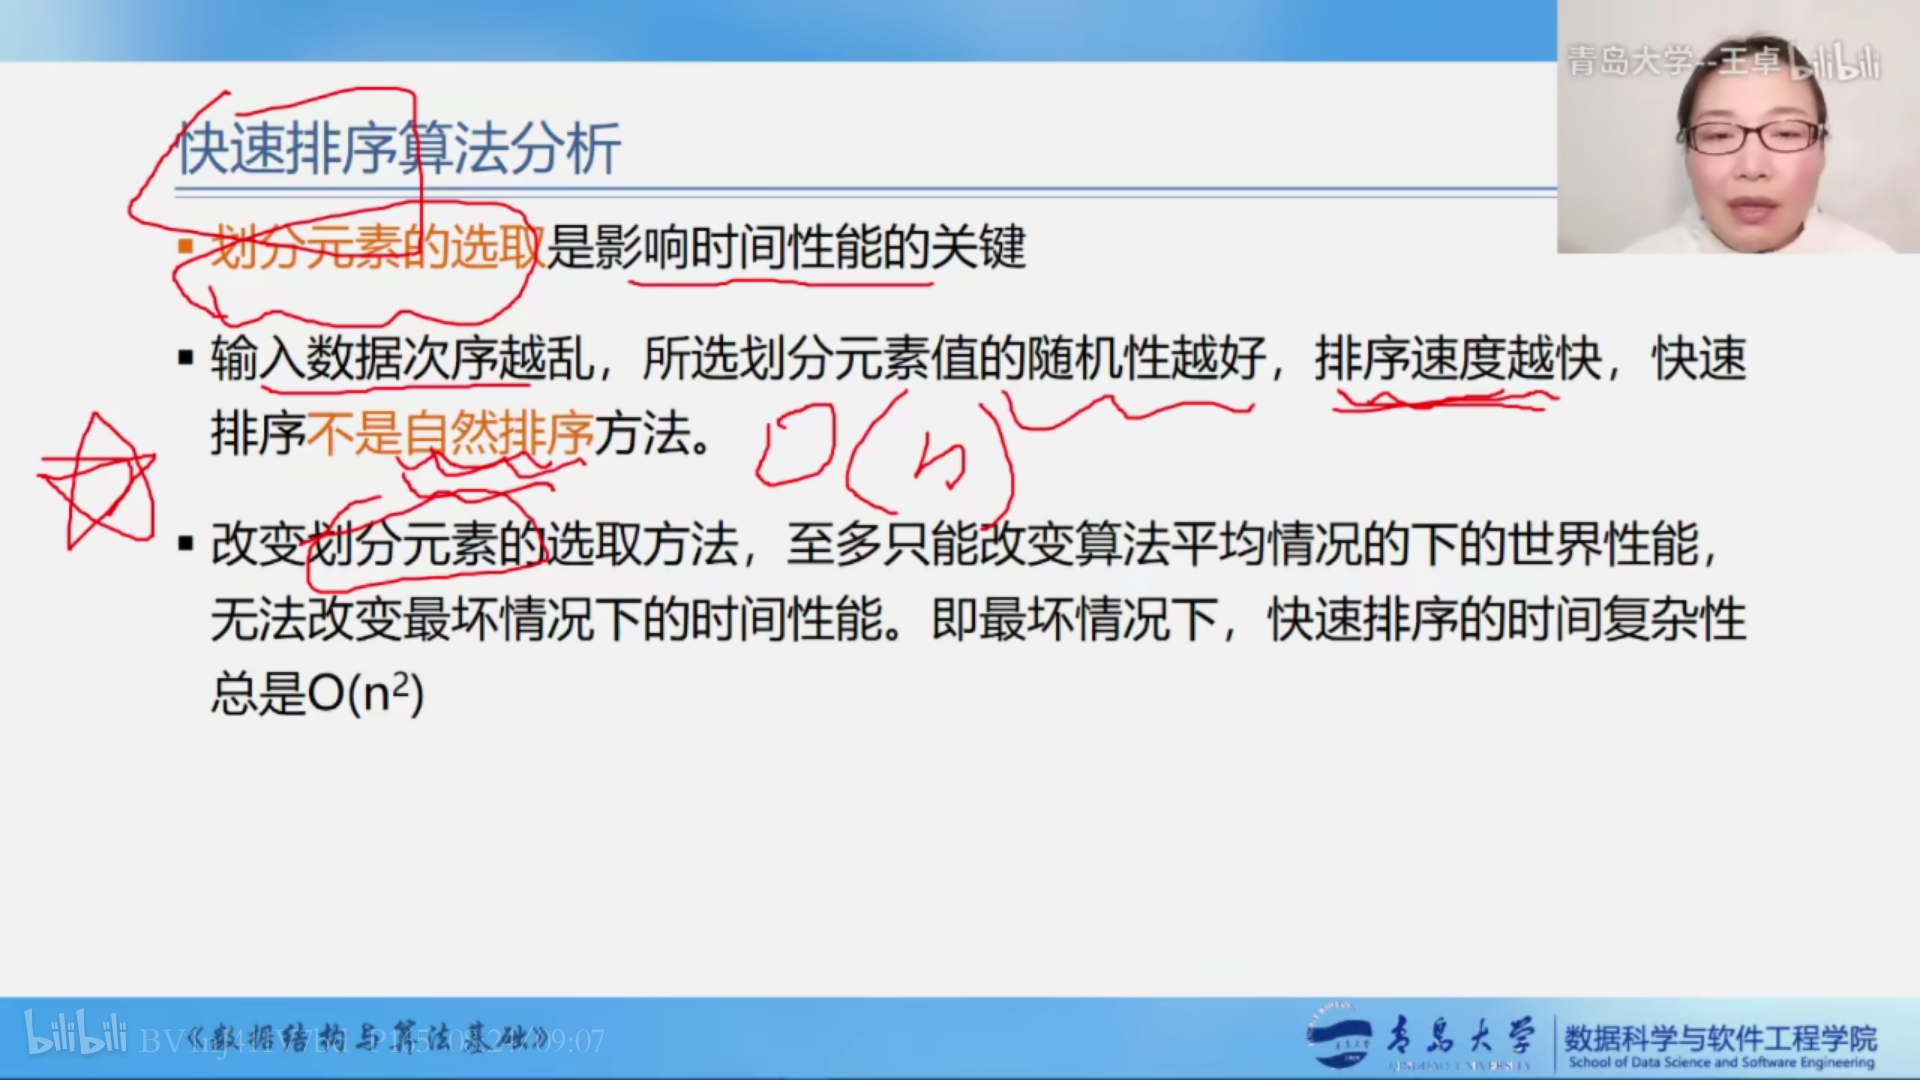 青岛大学--王卓 bilibili
快速排序算法分析
▪ 划分元素的选取是影响时间性能的关键
▪ 输入数据次序越乱，所选划分元素值的随机性越好，排序速度越快，快速
排序不是自然排序方法。
O(n)
▪ 改变划分元素的选取方法，至多只能改变算法平均情况的下的世界性能，
无法改变最坏情况下的时间性能。即最坏情况下，快速排序的时间复杂性
总是O(n²)
bilibili
《数据结构与算法基础》
09:07
青岛大学
QINGDAO UNIVERSITY
数据科学与软件工程学院
School of Data Science and Software Engineering